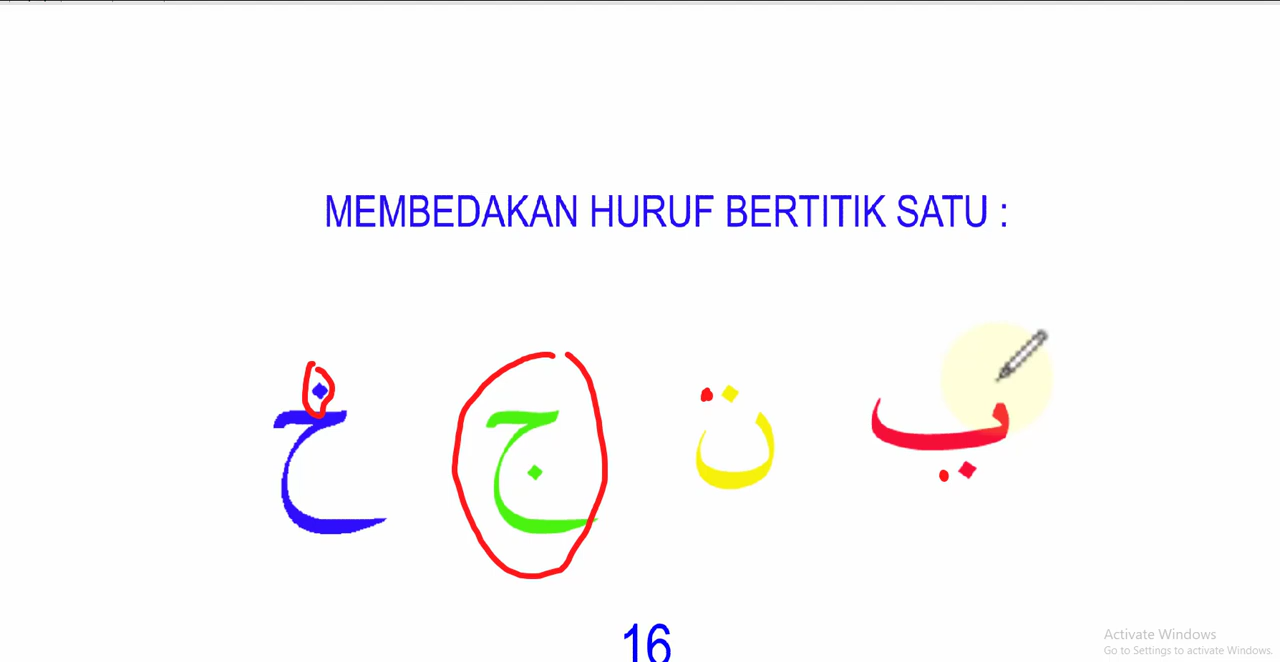 MEMBEDAKAN HURUF BERTITIK SATU :
ب ن ج خ
16
Activate Windows
Go to Settings to activate Windows.